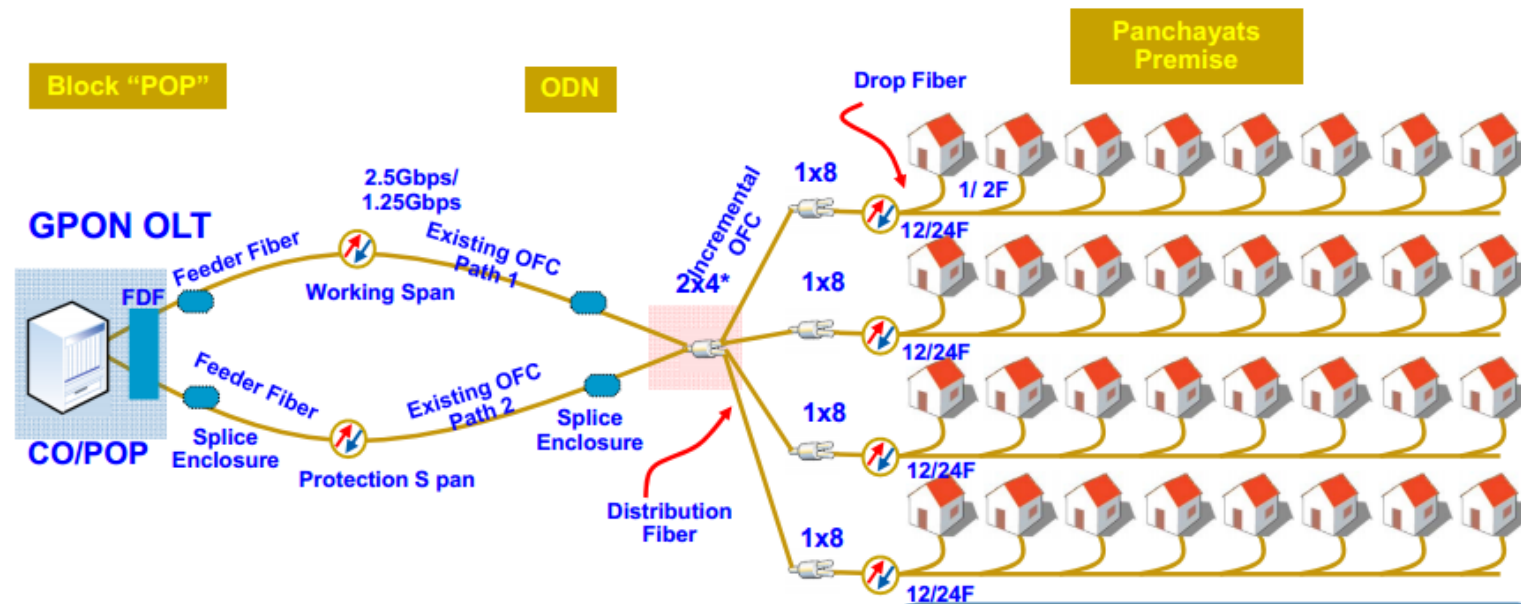 Block “POP”
ODN
Panchayats
Premise
Drop Fiber
2.5Gbps/
1.25Gbps
GPON OLT
FDF
Feeder Fiber
Existing OFC
Path 1
Working Span
Incremental
OFC
2x4*
1x8
1/ 2F
12/24F
1x8
12/24F
Feeder Fiber
Existing OFC
Path 2
Splice
Enclosure
Splice
Enclosure
CO/POP
Protection S pan
1x8
12/24F
Distribution
Fiber
1x8
12/24F